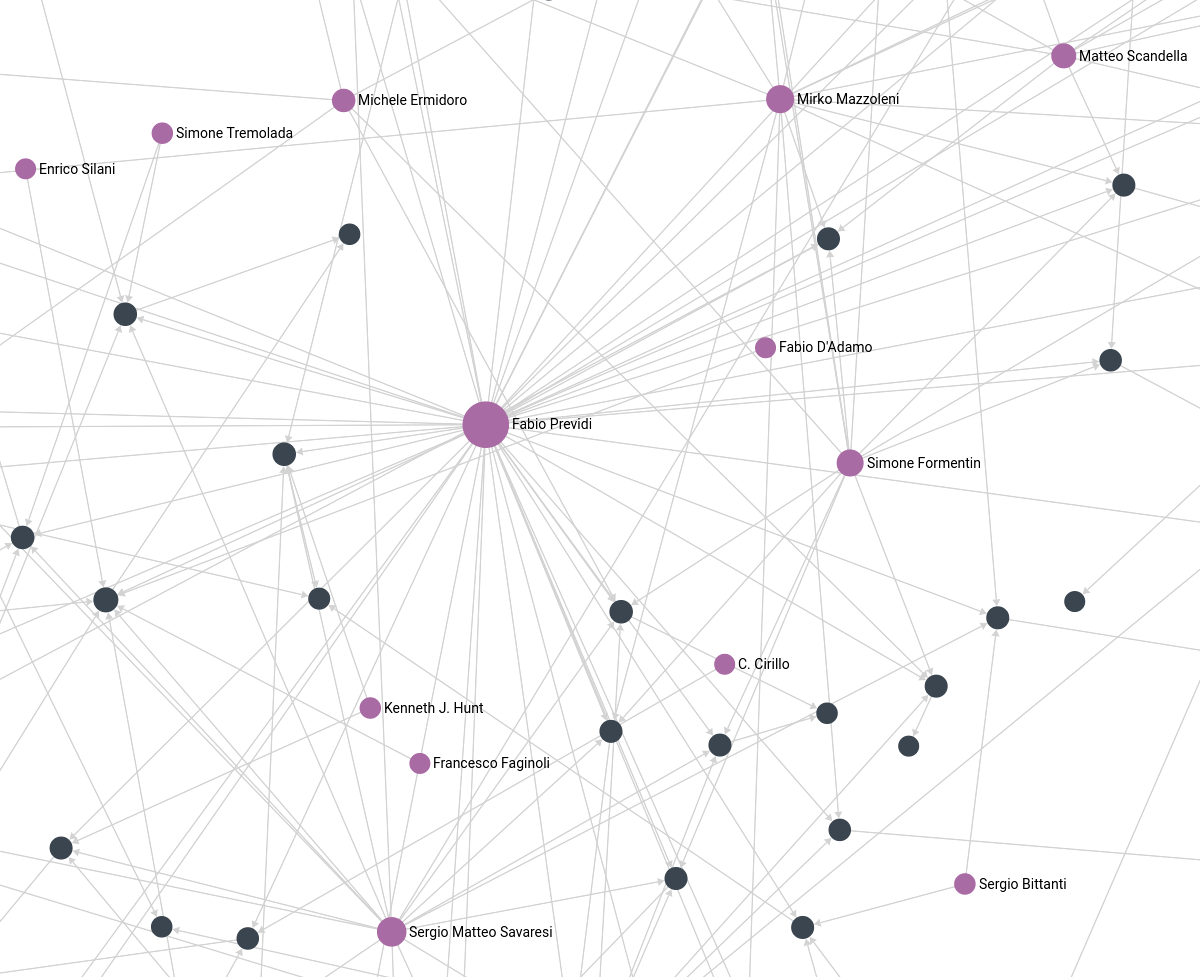 Matteo Scandella
Michele Ermidoro
Mirko Mazzoleni
Simone Tremolada
Enrico Silani
Fabio D'Adamo
Fabio Previdi
Simone Formentin
C. Cirillo
Kenneth J. Hunt
Francesco Faginoli
Sergio Bittanti
Sergio Matteo Savaresi